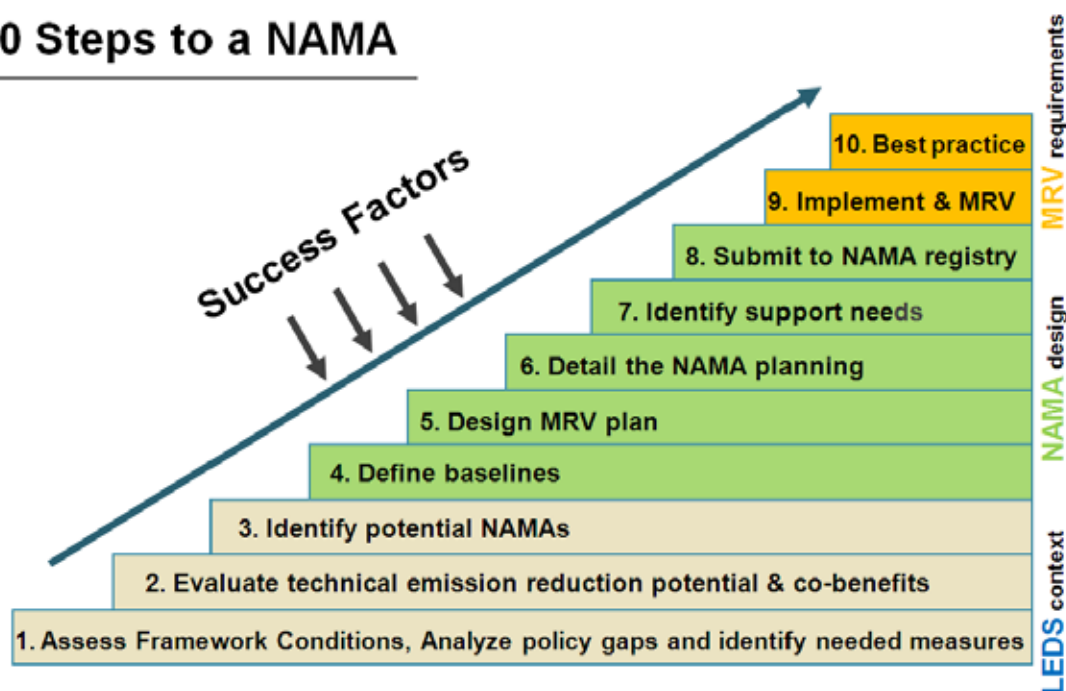 0 Steps to a NAMA
Success Factors
10. Best practice
9. Implement & MRV
8. Submit to NAMA registry
7. Identify support needs
6. Detail the NAMA planning
5. Design MRV plan
4. Define baselines
3. Identify potential NAMAs
2. Evaluate technical emission reduction potential & co-benefits
1. Assess Framework Conditions, Analyze policy gaps and identify needed measures
MRV requirements
NAMA design
LEDS context